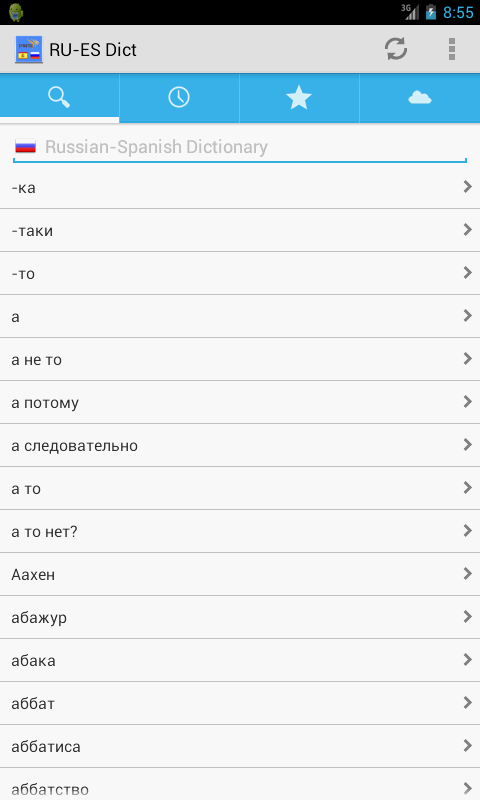 3G 8:55
RU-ES Dict
Russian-Spanish Dictionary
-ка
-таки
-то
а
а не то
а потому
а следовательно
а то
а то нет?
Аахен
абажур
абака
аббат
аббатиса
аббатство